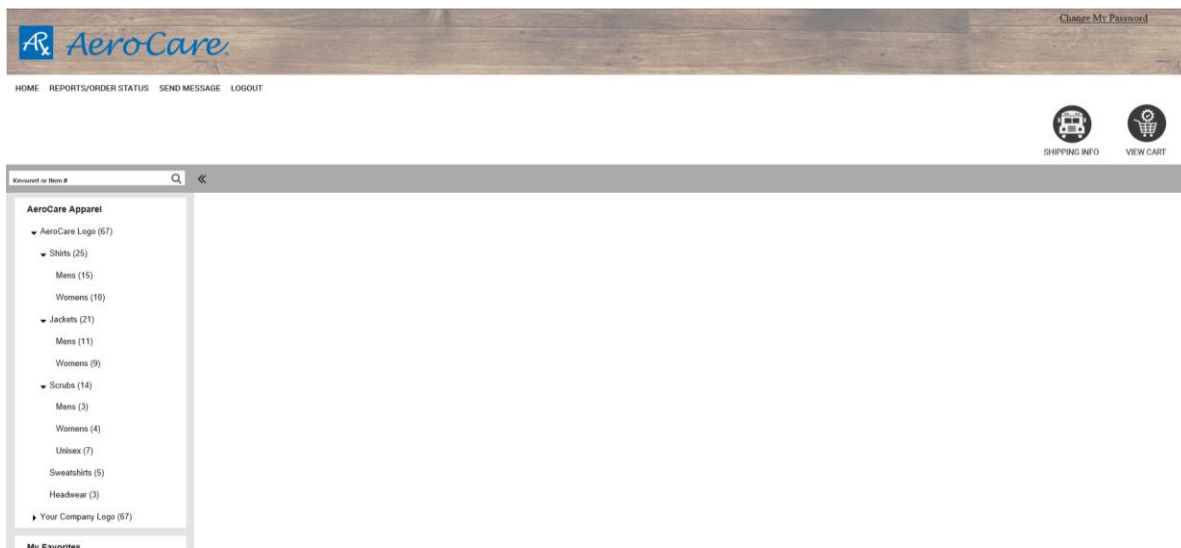 Change My Password
Rx AeroCare
HOME REPORTS/ORDER STATUS SEND MESSAGE LOGOUT
SHIPPING INFO VIEW CART
Keyword or Item #
AeroCare Apparel
AeroCare Logo (67)
Shirts (25)
Mens (15)
Womens (10)
Jackets (21)
Mens (11)
Womens (9)
Scrubs (14)
Mens (3)
Womens (4)
Unisex (7)
Sweatshirts (5)
Headwear (3)
Your Company Logo (67)
My Favorites